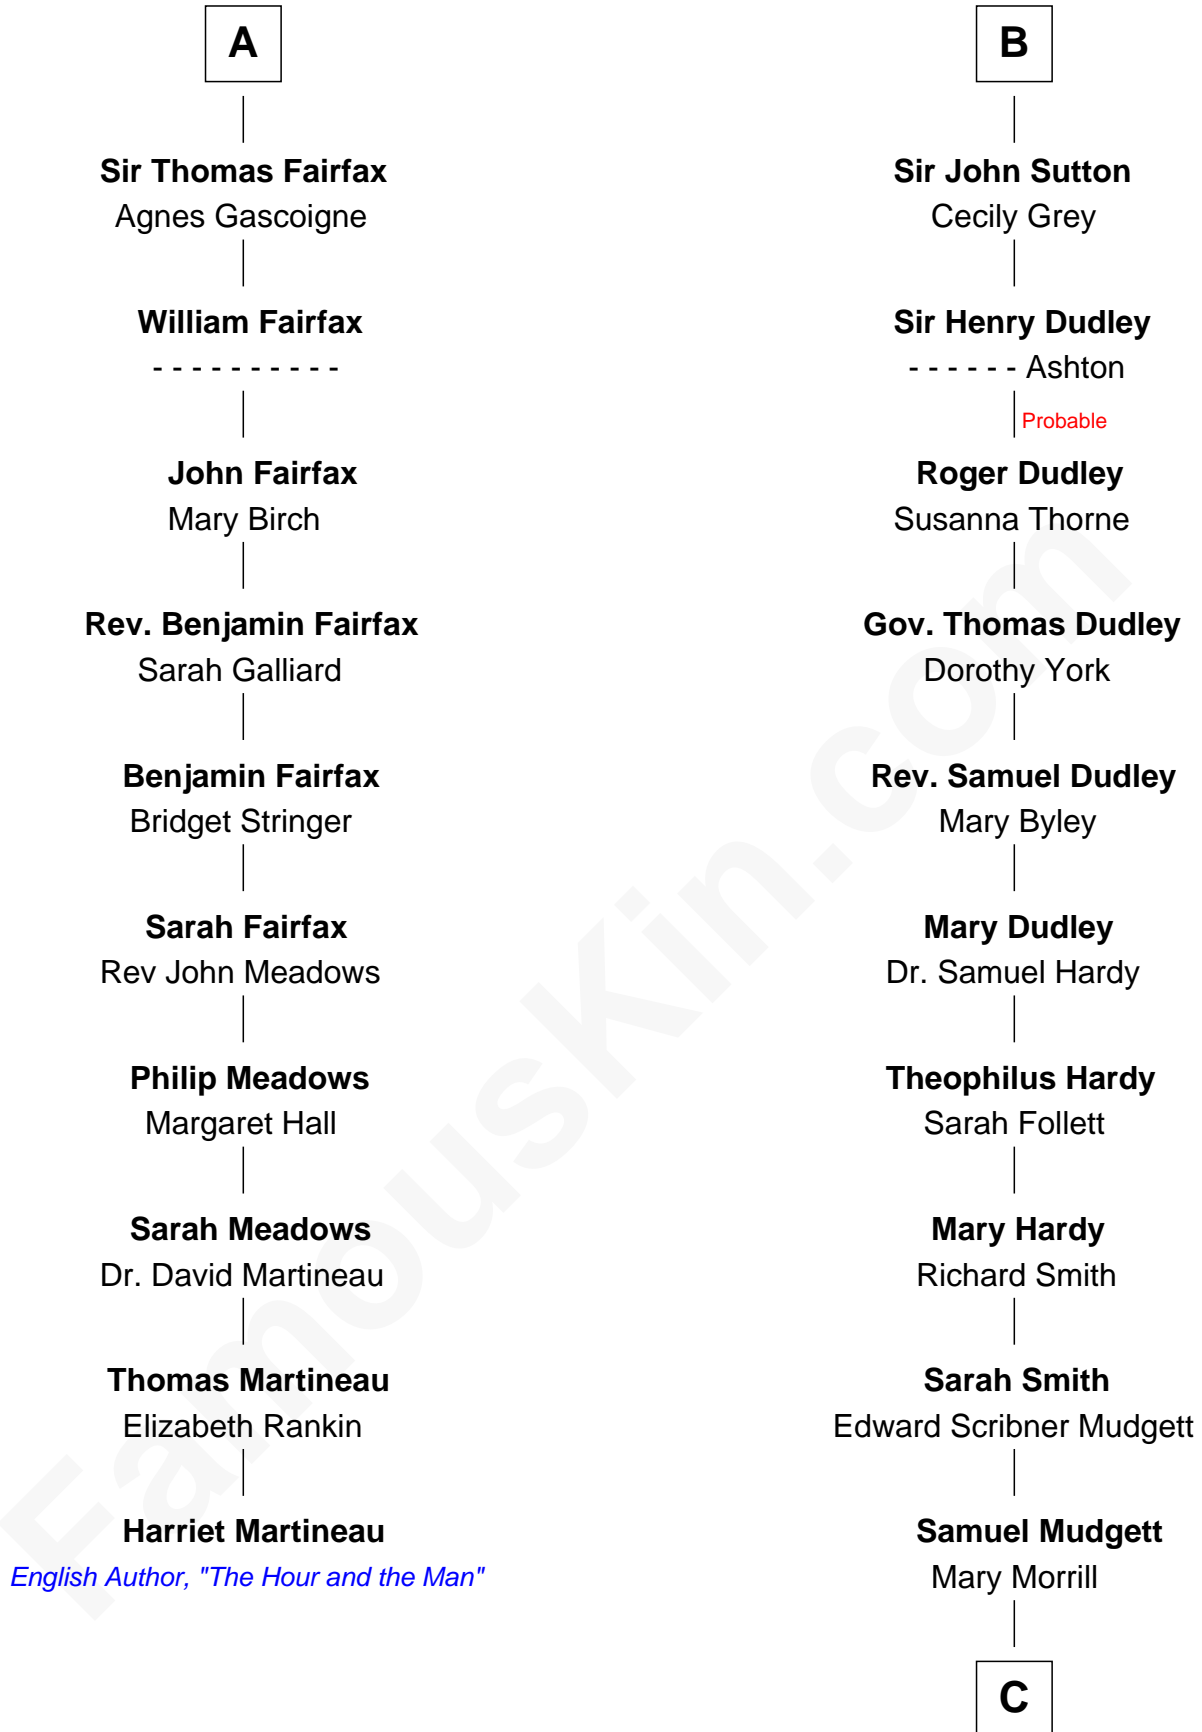 A
Sir Thomas Fairfax
Agnes Gascoigne
William Fairfax
- - - - - - - - - -
John Fairfax
Mary Birch
Rev. Benjamin Fairfax
Sarah Galliard
Benjamin Fairfax
Bridget Stringer
Sarah Fairfax
Rev John Meadows
Philip Meadows
Margaret Hall
Sarah Meadows
Dr. David Martineau
Thomas Martineau
Elizabeth Rankin
Harriet Martineau
English Author, "The Hour and the Man"
B
Sir John Sutton
Cecily Grey
Sir Henry Dudley
- - - - - - Ashton
Probable
Roger Dudley
Susanna Thorne
Gov. Thomas Dudley
Dorothy York
Rev. Samuel Dudley
Mary Byley
Mary Dudley
Dr. Samuel Hardy
Theophilus Hardy
Sarah Follett
Mary Hardy
Richard Smith
Sarah Smith
Edward Scribner Mudgett
Samuel Mudgett
Mary Morrill
C
FamousKin.com